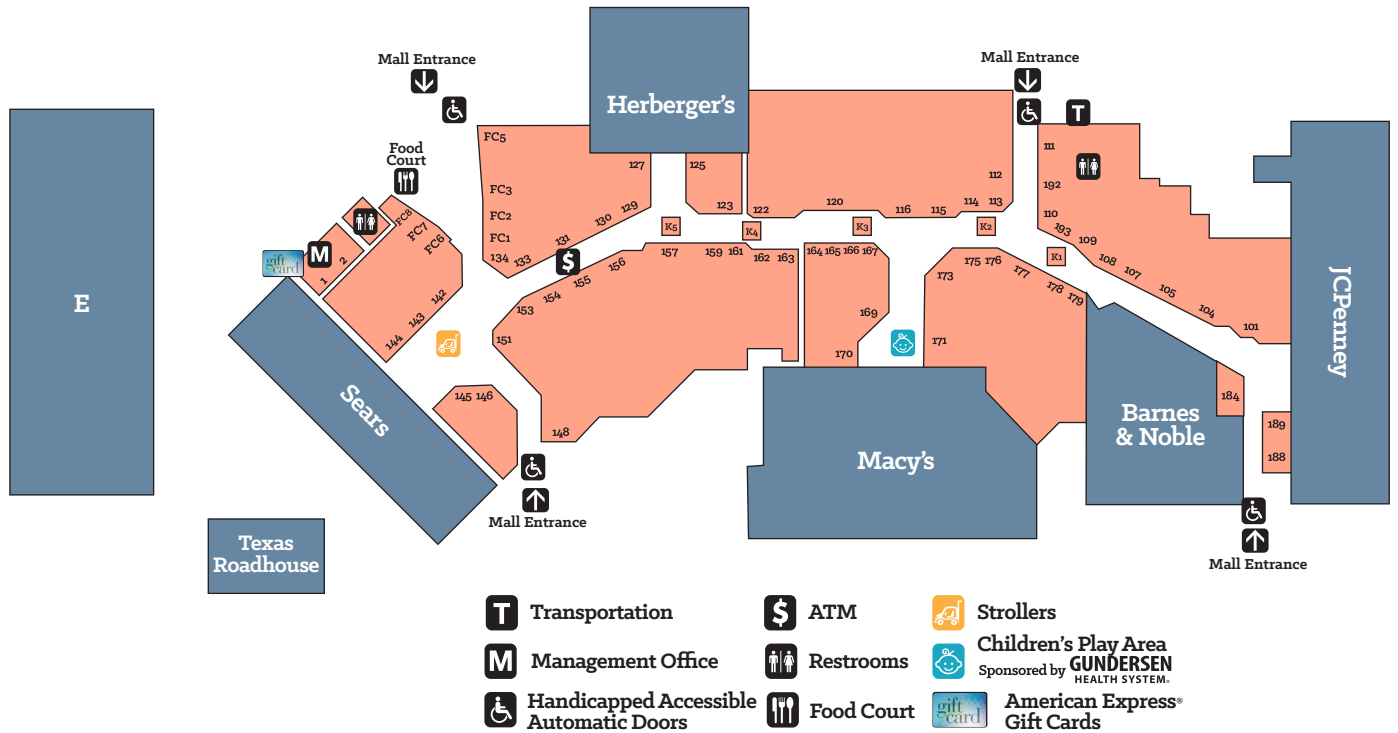 Mall Entrance
Mall Entrance
Herberger's
T
FC5
111
Food
Court
127
125
112
192
FC3
FC8
FC2
FC7
FC6
FC1
130
129
123
122
120
116
115
114
113
110
193
109
K5
K4
K3
K2
K1
131
134
133
$
M
gift
card
1
2
108
107
105
104
101
157
159
161
162
163
164
165
166
167
156
155
154
153
151
173
175
176
177
178
179
142
143
144
169
170
171
E
JCPenney
Sears
145
146
148
184
189
188
Barnes
& Noble
Macy's
Mall Entrance
Texas
Roadhouse
Mall Entrance
T Transportation
M Management Office
Handicapped Accessible
Automatic Doors
$ ATM
Restrooms
Food Court
Strollers
Children's Play Area
Sponsored by GUNDERSEN
HEALTH SYSTEM®
gift
card
American Express®
Gift Cards